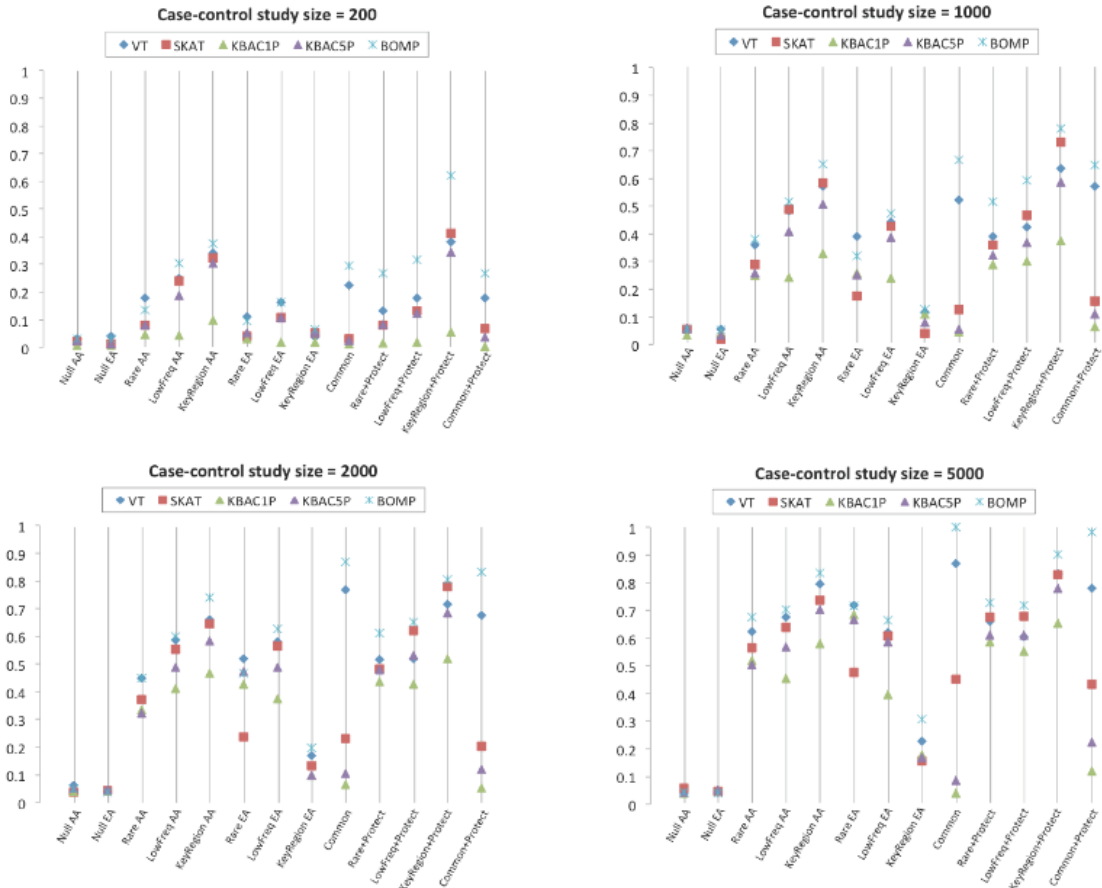 Case-control study size = 200
VT SKAT KBAC1P KBAC5P BOMP
1
0.9
0.8
0.7
0.6
0.5
0.4
0.3
0.2
0.1
0
Null AA
Null EA
Rare AA
LowFreq AA
KeyRegion AA
Rare EA
LowFreq EA
KeyRegion EA
Common
Rare+Protect
LowFreq+Protect
KeyRegion+Protect
Common+Protect
Case-control study size = 1000
VT SKAT KBAC1P KBAC5P BOMP
1
0.9
0.8
0.7
0.6
0.5
0.4
0.3
0.2
0.1
0
Null AA
Null EA
Rare AA
LowFreq AA
KeyRegion AA
Rare EA
LowFreq EA
KeyRegion EA
Common
Rare+Protect
LowFreq+Protect
KeyRegion+Protect
Common+Protect
Case-control study size = 2000
VT SKAT KBAC1P KBAC5P BOMP
1
0.9
0.8
0.7
0.6
0.5
0.4
0.3
0.2
0.1
0
Null AA
Null EA
Rare AA
LowFreq AA
KeyRegion AA
Rare EA
LowFreq EA
KeyRegion EA
Common
Rare+Protect
LowFreq+Protect
KeyRegion+Protect
Common+Protect
Case-control study size = 5000
VT SKAT KBAC1P KBAC5P BOMP
1
0.9
0.8
0.7
0.6
0.5
0.4
0.3
0.2
0.1
0
Null AA
Null EA
Rare AA
LowFreq AA
KeyRegion AA
Rare EA
LowFreq EA
KeyRegion EA
Common
Rare+Protect
LowFreq+Protect
KeyRegion+Protect
Common+Protect